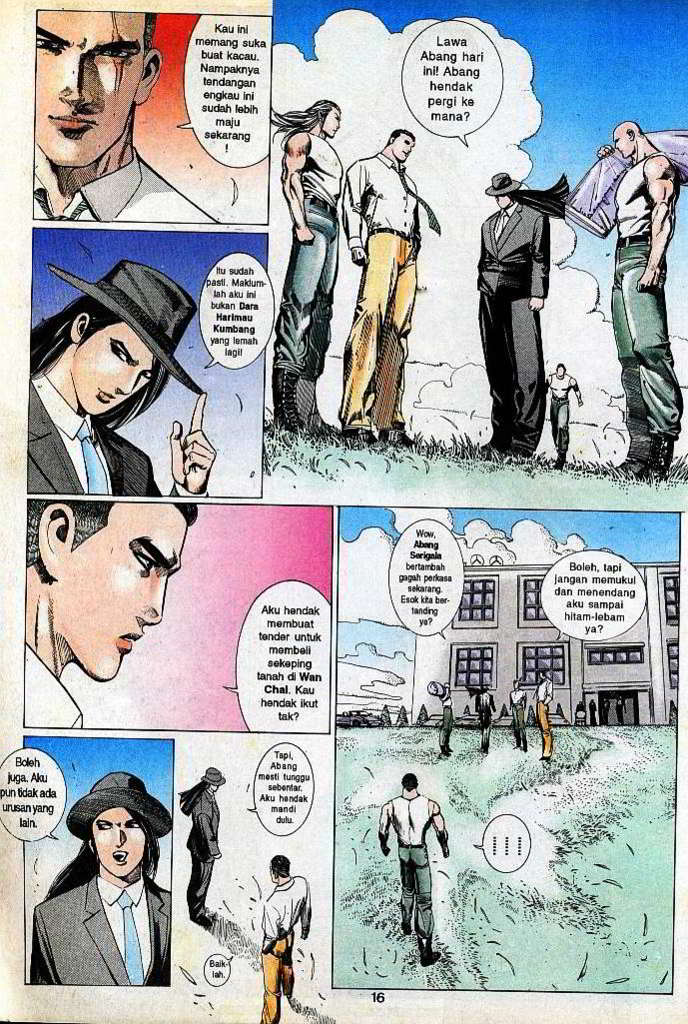 Kau ini
memang suka
buat kacau.
Nampaknya
tendangan
engkau ini
sudah lebih
maju
sekarang
!
Lawa
Abang hari
ini! Abang
hendak
pergi ke
mana?
Itu sudah
pasti. Maklum-
lah aku ini
bukan Dara
Harimau
Kumbang
yang lemah
lagi!
Aku hendak
membuat
tender untuk
membeli
sekeping
tanah di Wan
Chai. Kau
hendak ikut
tak?
Boleh
juga. Aku
pun tidak ada
urusan yang
lain.
Tapi,
Abang
mesti tunggu
sebentar.
Aku hendak
mandi
dulu.
Baik-
lah.
Wow,
Abang
Serigala
bertambah
gagah perkasa
sekarang.
Esok kita ber-
tanding
ya?
Boleh, tapi
jangan memukul
dan menendang
aku sampai
hitam-lebam
ya?
! ! !
16